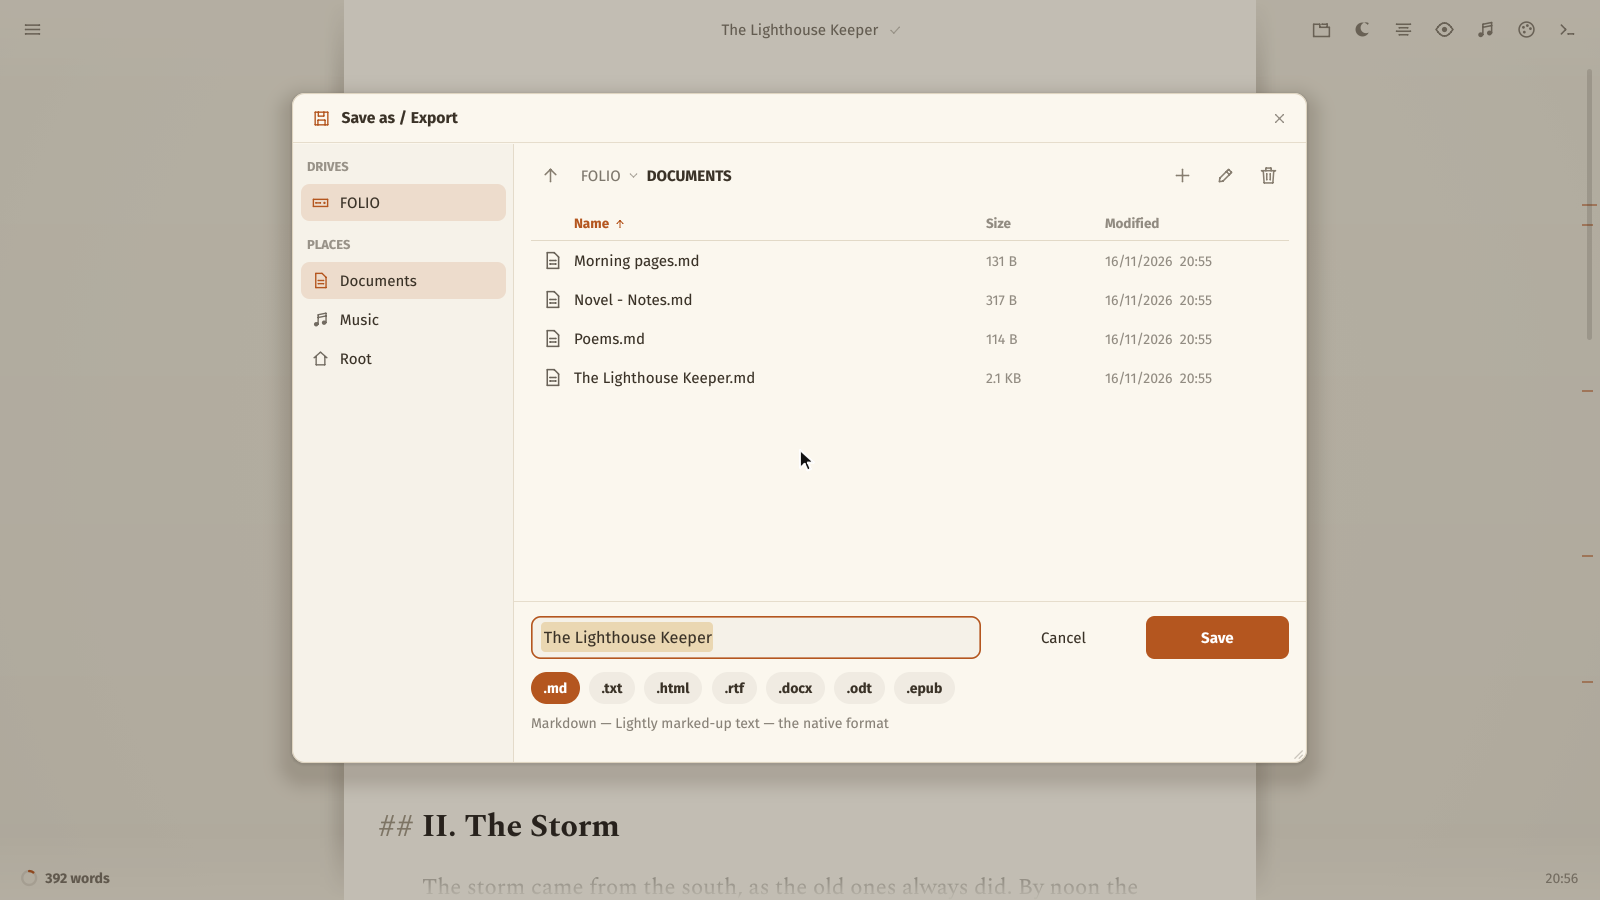 The Lighthouse Keeper
Save as / Export
DRIVES
FOLIO
PLACES
Documents
Music
Root
FOLIO DOCUMENTS
Name Size Modified
Morning pages.md 131 B 16/11/2026 20:55
Novel - Notes.md 317 B 16/11/2026 20:55
Poems.md 114 B 16/11/2026 20:55
The Lighthouse Keeper.md 2.1 KB 16/11/2026 20:55
The Lighthouse Keeper
Cancel
Save
.md .txt .html .rtf .docx .odt .epub
Markdown — Lightly marked-up text — the native format
## II. The Storm
The storm came from the south, as the old ones always did. By noon the
392 words
20:56